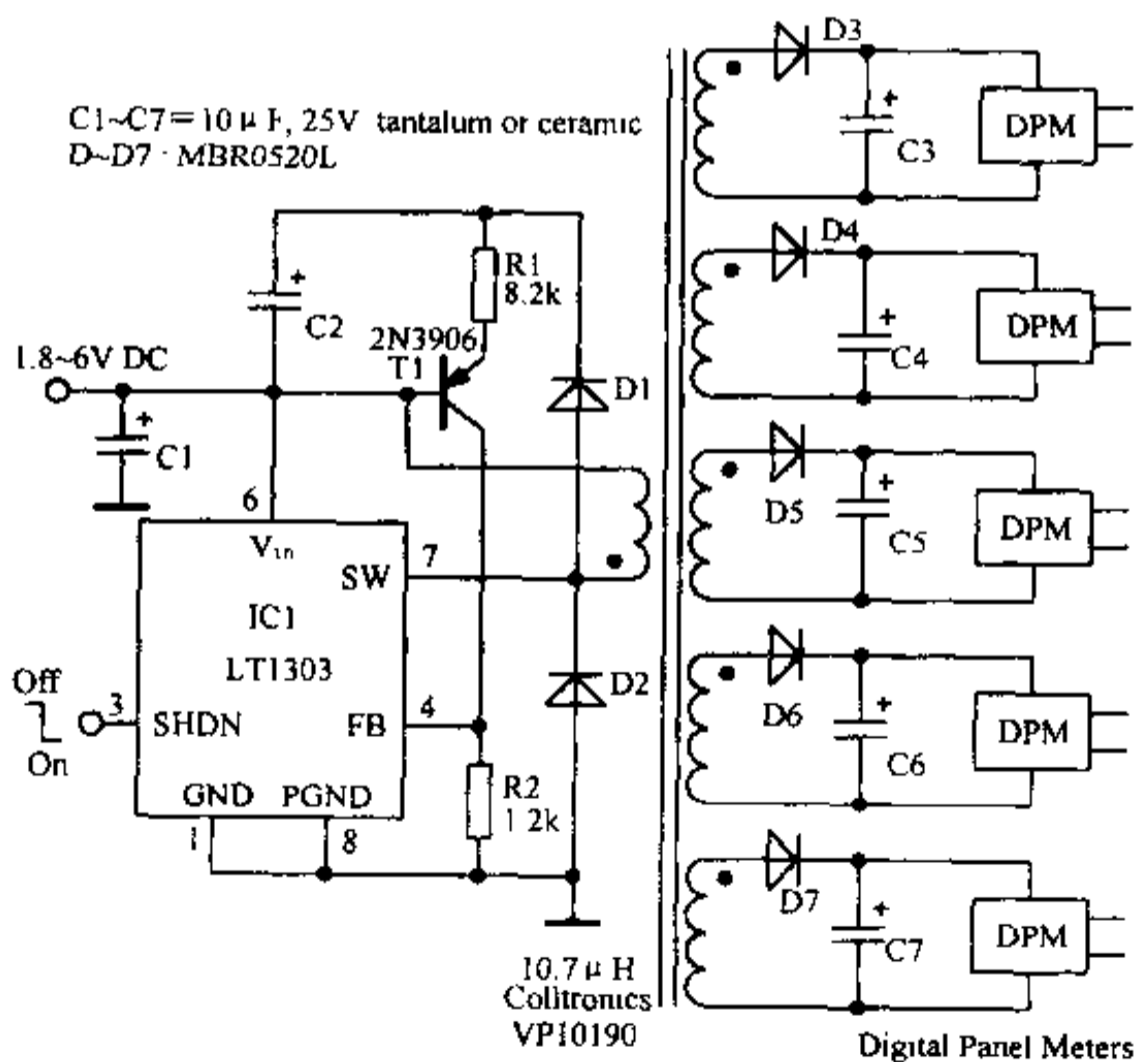 C1~C7=10μF, 25V tantalum or ceramic
D~D7 · MBR0520L
D3
C3
DPM
D4
C4
DPM
R1
8.2k
C2
2N3906
T1
1.8~6V DC
C1
D1
D5
C5
DPM
6
Vin
7
SW
IC1
LT1303
D2
Off
3
SHDN
On
4
FB
D6
C6
DPM
GND
PGND
R2
1 2k
1
8
D7
C7
DPM
10.7μH
Colitronics
VP10190
Digital Panel Meters